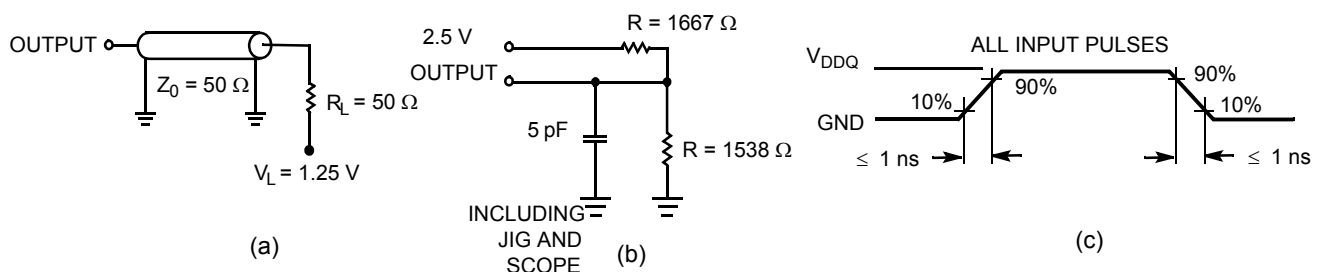 OUTPUT
Z0 = 50 Ω
RL = 50 Ω
VL = 1.25 V
(a)
R = 1667 Ω
2.5 V
OUTPUT
5 pF
R = 1538 Ω
INCLUDING
JIG AND
SCOPE
(b)
ALL INPUT PULSES
VDDQ
GND
10%
90%
90%
10%
≤ 1 ns
≤ 1 ns
(c)